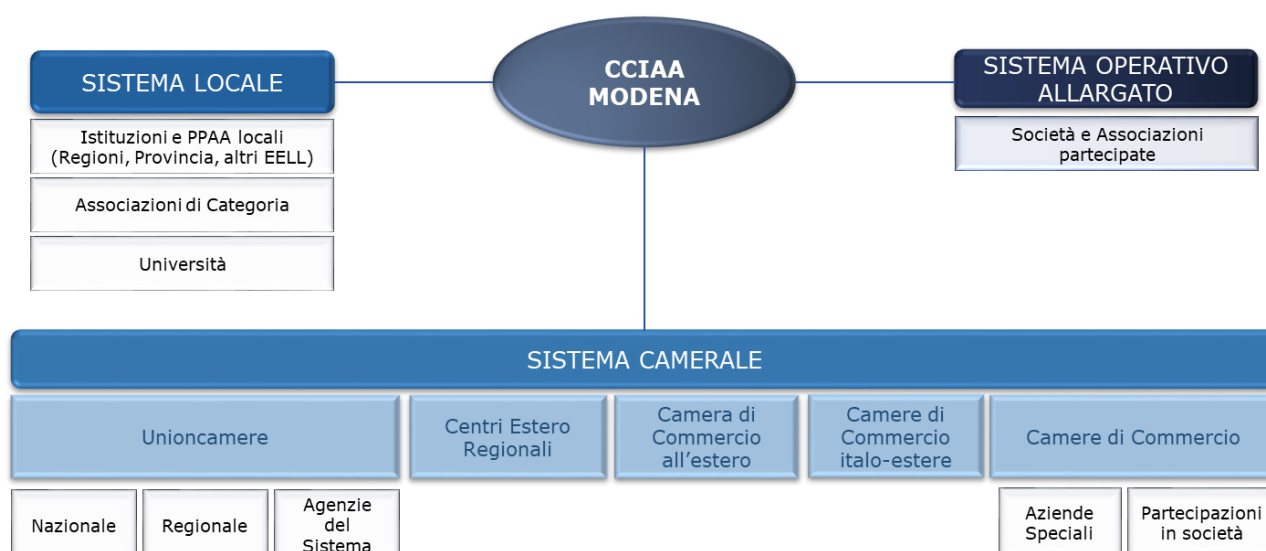 CCIAA
MODENA
SISTEMA LOCALE
Istituzioni e PPAA locali
(Regioni, Provincia, altri EELL)
Associazioni di Categoria
Università
SISTEMA OPERATIVO
ALLARGATO
Società e Associazioni
partecipate
SISTEMA CAMERALE
Unioncamere
Centri Estero
Regionali
Camera di
Commercio
all’estero
Camere di
Commercio
italo-estere
Camere di Commercio
Nazionale
Regionale
Agenzie
del
Sistema
Aziende
Speciali
Partecipazioni
in società